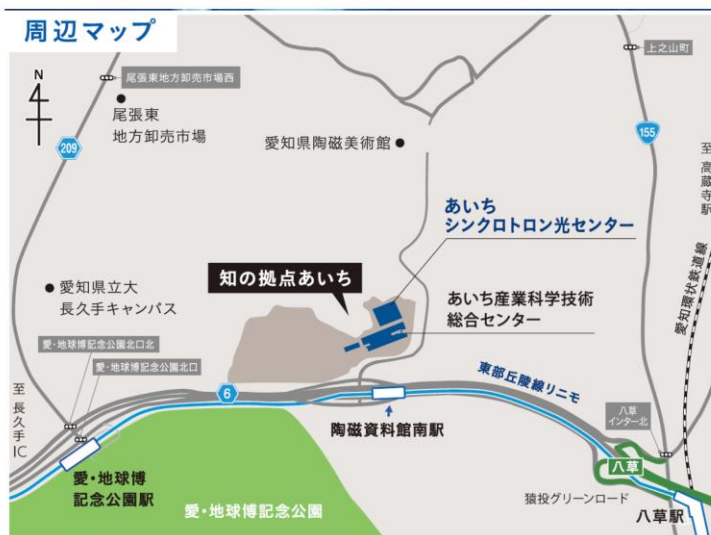 周辺マップ
上之山町
N
尾張東地方卸売市場西
尾張東
地方卸売市場
209
155
愛知県陶磁美術館
至 高蔵寺駅
あいち
シンクロトロン光センター
知の拠点あいち
愛知県立大
長久手キャンパス
あいち産業科学技術
総合センター
愛知環状鉄道線
愛・地球博記念公園北口北
愛・地球博記念公園北口
東部丘陵線リニモ
至 長久手IC
6
陶磁資料館南駅
八草
インター北
八草
愛・地球博
記念公園駅
猿投グリーンロード
愛・地球博記念公園
八草駅